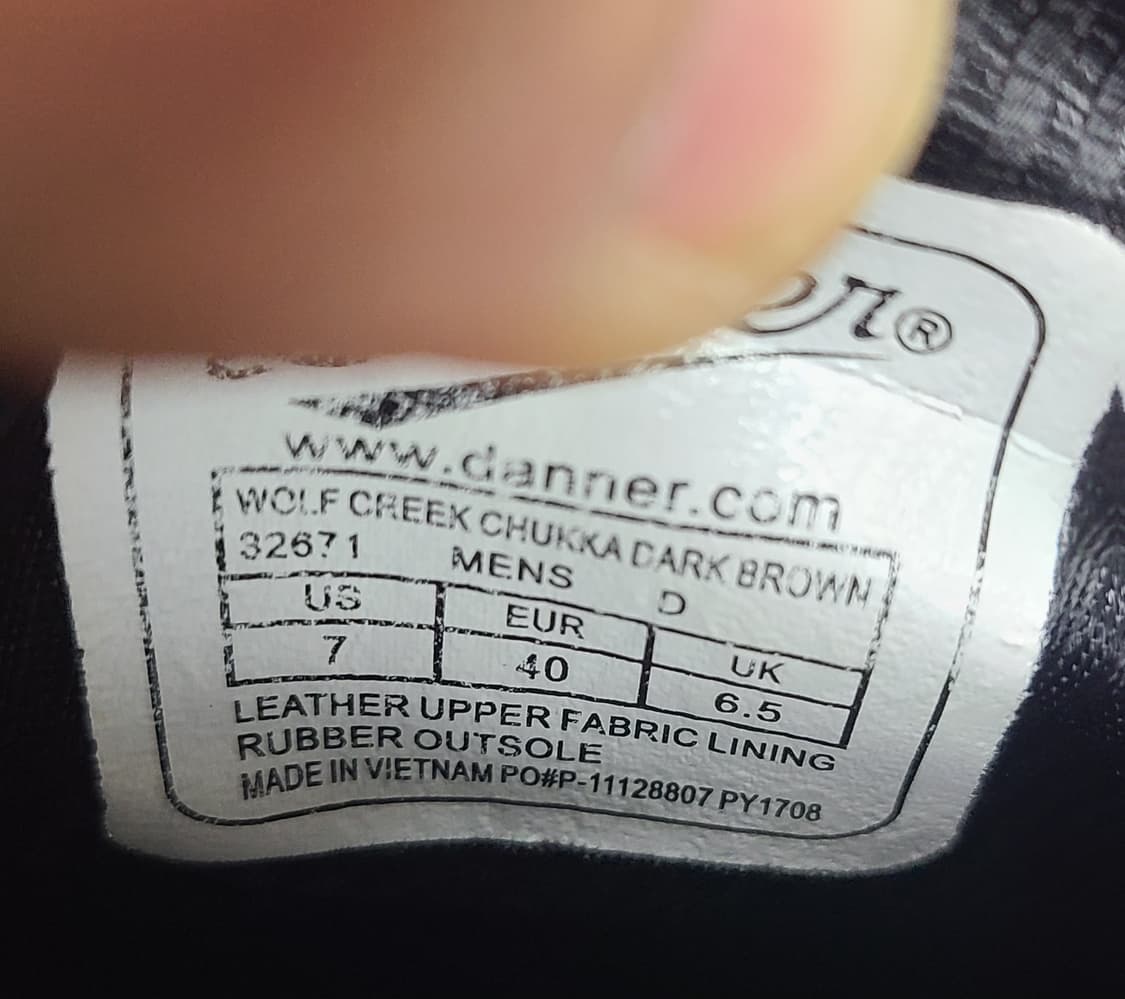 www.danner.com
WOLF CREEK CHUKKA DARK BROWN
32671 MENS D
US EUR UK
7 40 6.5
LEATHER UPPER FABRIC LINING
RUBBER OUTSOLE
MADE IN VIETNAM PO#P-11128807 PY1708